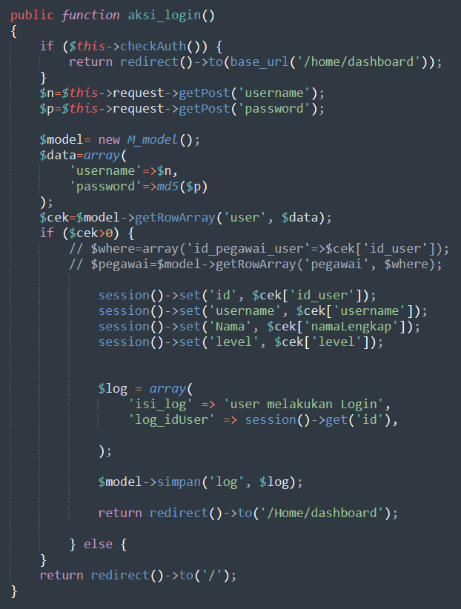 public function aksi_login()
{
    if ($this->checkAuth()) {
        return redirect()->to(base_url('/home/dashboard'));
    }
    $n=$this->request->getPost('username');
    $p=$this->request->getPost('password');

    $model= new M_model();
    $data=array(
        'username'=>$n,
        'password'=>md5($p)
    );
    $cek=$model->getRowArray('user', $data);
    if ($cek>0) {
        // $where=array('id_pegawai_user'=>$cek['id_user']);
        // $pegawai=$model->getRowArray('pegawai', $where);

            session()->set('id', $cek['id_user']);
            session()->set('username', $cek['username']);
            session()->set('Nama', $cek['namaLengkap']);
            session()->set('level', $cek['level']);


            $log = array(
                'isi_log' => 'user melakukan Login',
                'log_idUser' => session()->get('id'),

            );

            $model->simpan('log', $log);

            return redirect()->to('/Home/dashboard');

        } else {
    }
    return redirect()->to('/');
}